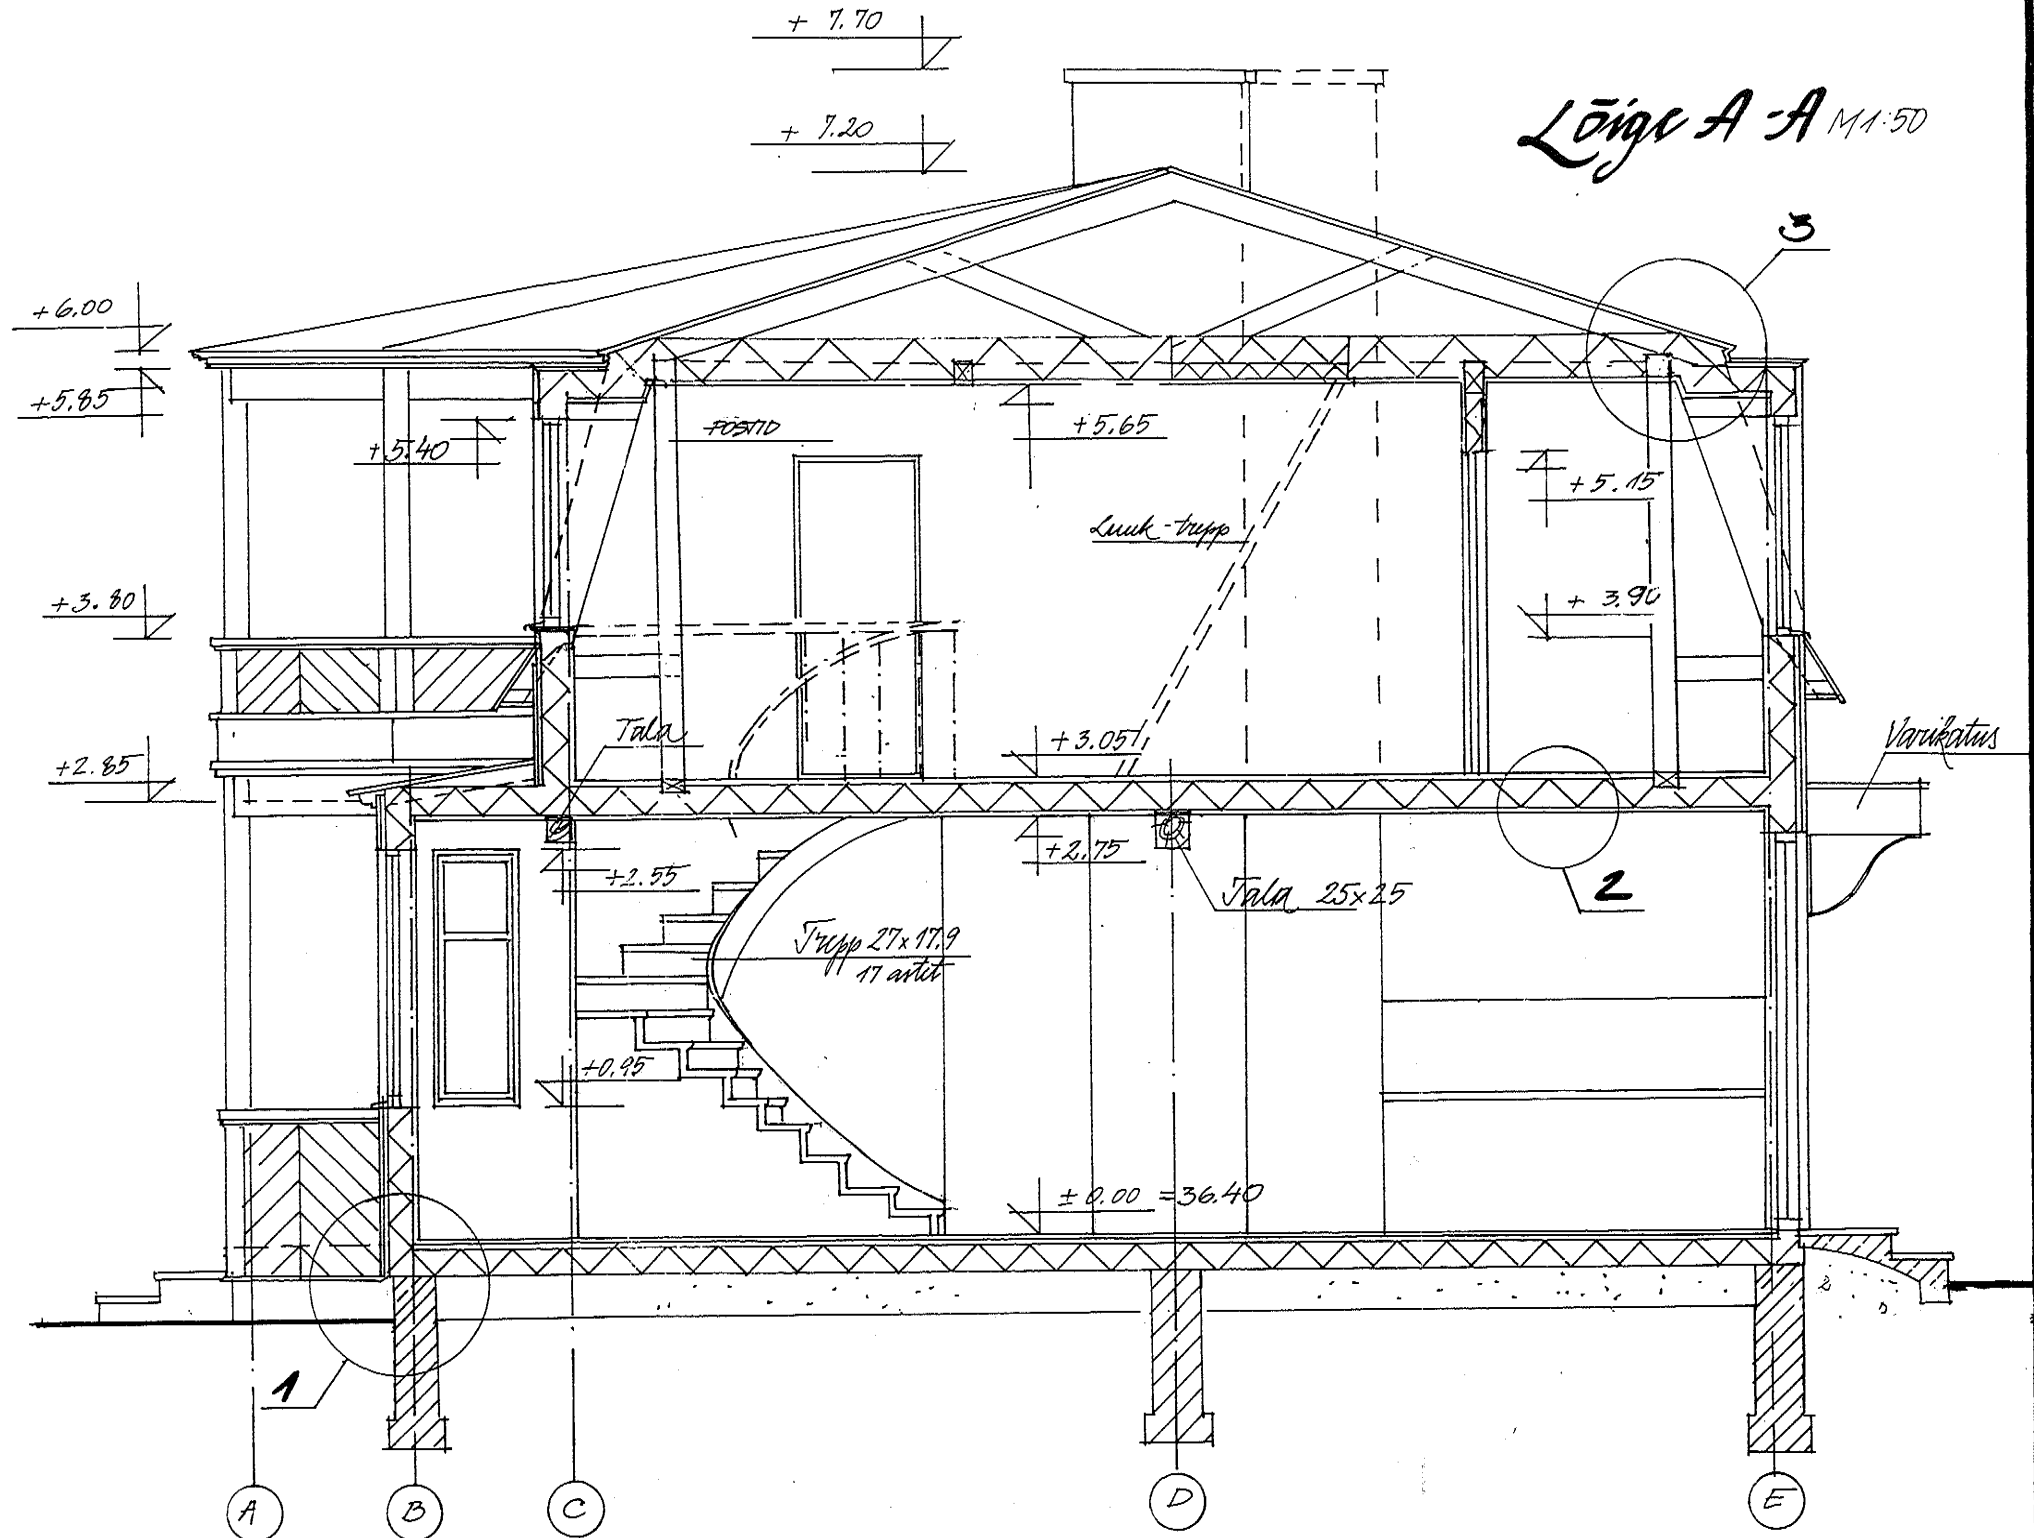 + 7.70
Lõige A-A M1:50
+ 7.20
3
+6.00
+5.85
+5.40
POSTID
+5.65
+5.15
Luuk-trepp
+3.80
+ 3.90
Tala
+3.05
Varikatus
+2.85
+2.75
+2.55
2
Tala 25x25
Trepp 27x17.9
17 astet
+0.95
± 0.00 =36.40
1
A
B
C
D
E